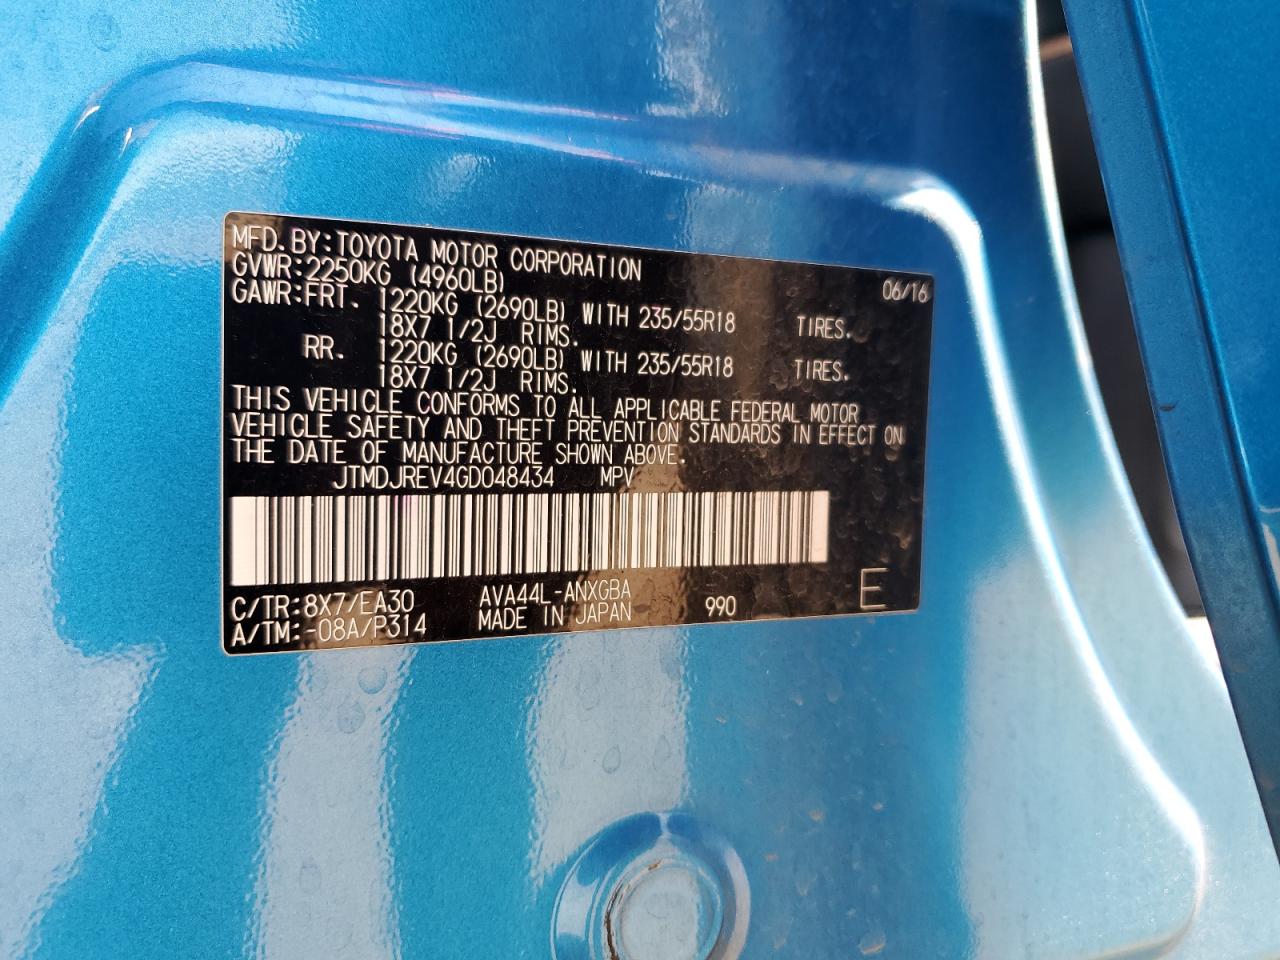 MFD. BY:TOYOTA MOTOR CORPORATION 06/16
GVWR:2250KG (4960LB)
GAWR:FRT. 1220KG (2690LB) WITH 235/55R18 TIRES.
18X7 1/2J RIMS.
RR. 1220KG (2690LB) WITH 235/55R18 TIRES.
18X7 1/2J RIMS.
THIS VEHICLE CONFORMS TO ALL APPLICABLE FEDERAL MOTOR
VEHICLE SAFETY AND THEFT PREVENTION STANDARDS IN EFFECT ON
THE DATE OF MANUFACTURE SHOWN ABOVE.
JTMDJREV4GD048434 MPV
C/TR:8X7/EA30 AVA44L-ANXGBA 990 E
A/TM:-08A/P314 MADE IN JAPAN